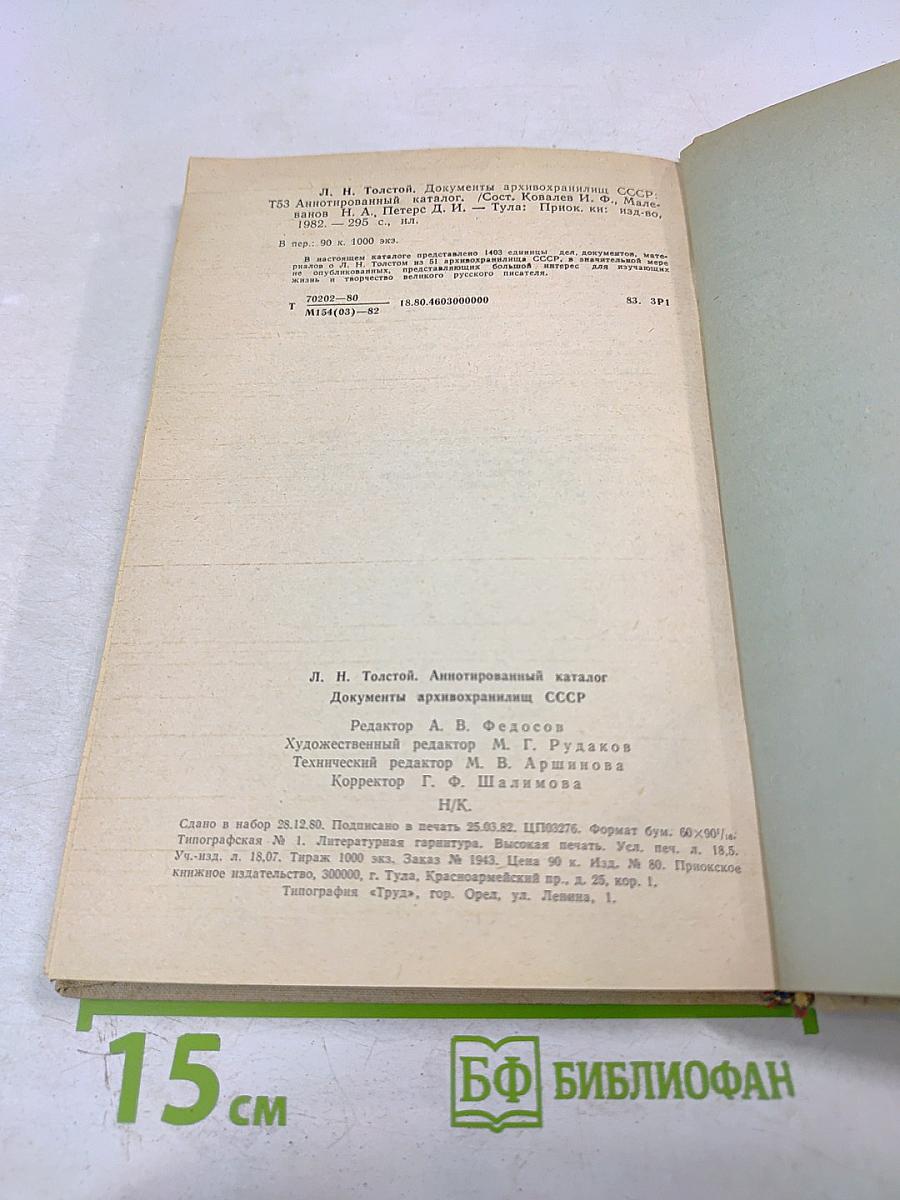 Л. Н. Толстой. Документы архивохранилищ СССР:
Т53 Аннотированный каталог. /Сост. Ковалев И. Ф., Мале-
ванов Н. А., Петерс Д. И. — Тула: Приок. кн: изд-во,
1982. — 295 с., ил.
В пер.: 90 к. 1000 экз.
В настоящем каталоге представлено 1403 единицы дел, документов, мате-
риалов о Л. Н. Толстом из 51 архивохранилища СССР, в значительной мере
не опубликованных, представляющих большой интерес для изучающих
жизнь и творчество великого русского писателя.
Т 70202—80 18.80.4603000000 83. 3Р1
М154(03)—82
Л. Н. Толстой. Аннотированный каталог
Документы архивохранилищ СССР
Редактор А. В. Федосов
Художественный редактор М. Г. Рудаков
Технический редактор М. В. Аршинова
Корректор Г. Ф. Шалимова
Н/К.
Сдано в набор 28.12.80. Подписано в печать 25.03.82. ЦП03276. Формат бум. 60×90¹/₁₆.
Типографская № 1. Литературная гарнитура. Высокая печать. Усл. печ. л. 18,5.
Уч.-изд. л. 18,07. Тираж 1000 экз. Заказ № 1943. Цена 90 к. Изд. № 80. Приокское
книжное издательство, 300000, г. Тула, Красноармейский пр., д. 25, кор. 1.
Типография «Труд», гор. Орел, ул. Ленина, 1.
15 см
БФ БИБЛИОФАН